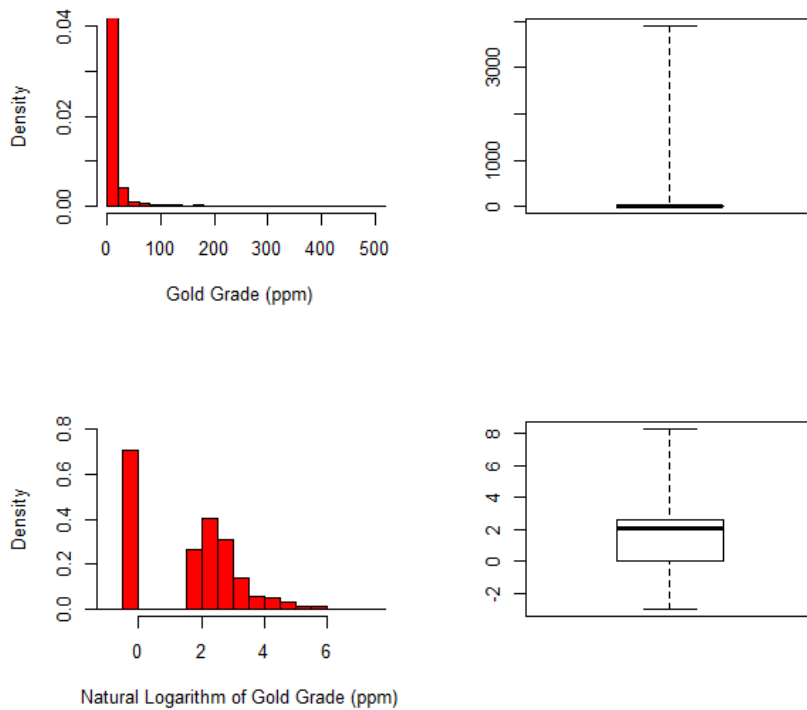 Density
0.00 0.02 0.04
0 100 200 300 400 500
Gold Grade (ppm)
0 1000 3000
Density
0.0 0.2 0.4 0.6 0.8
0 2 4 6
Natural Logarithm of Gold Grade (ppm)
-2 0 2 4 6 8